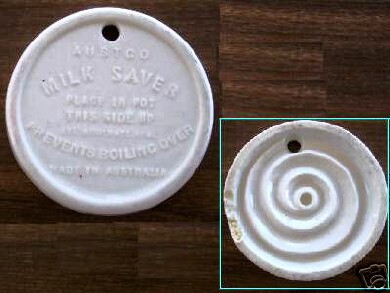 AUSTCO
MILK SAVER
PLACE IN POT
THIS SIDE UP
PREVENTS BOILING OVER
MADE IN AUSTRALIA